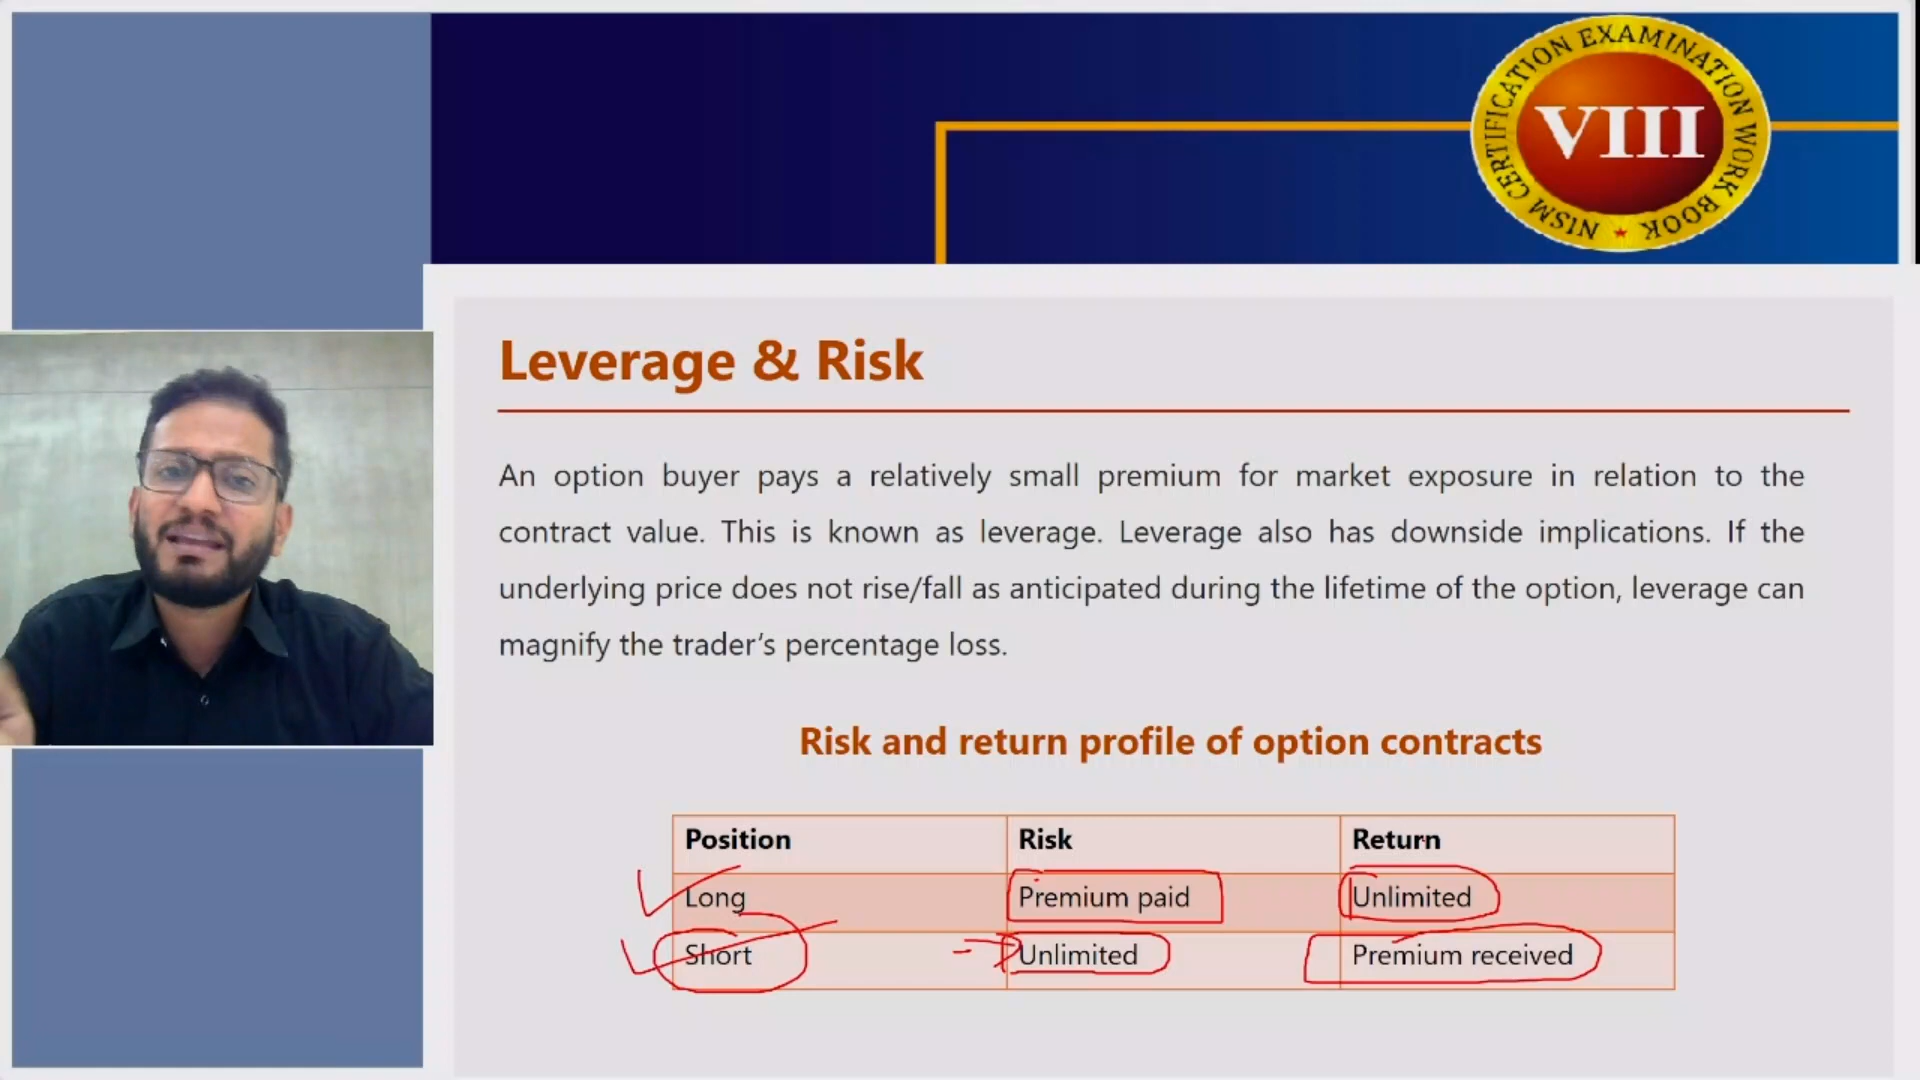 NISM CERTIFICATION EXAMINATION WORK BOOK
VIII
Leverage & Risk
An option buyer pays a relatively small premium for market exposure in relation to the
contract value. This is known as leverage. Leverage also has downside implications. If the
underlying price does not rise/fall as anticipated during the lifetime of the option, leverage can
magnify the trader’s percentage loss.
Risk and return profile of option contracts
Position Risk Return
Long Premium paid Unlimited
Short Unlimited Premium received